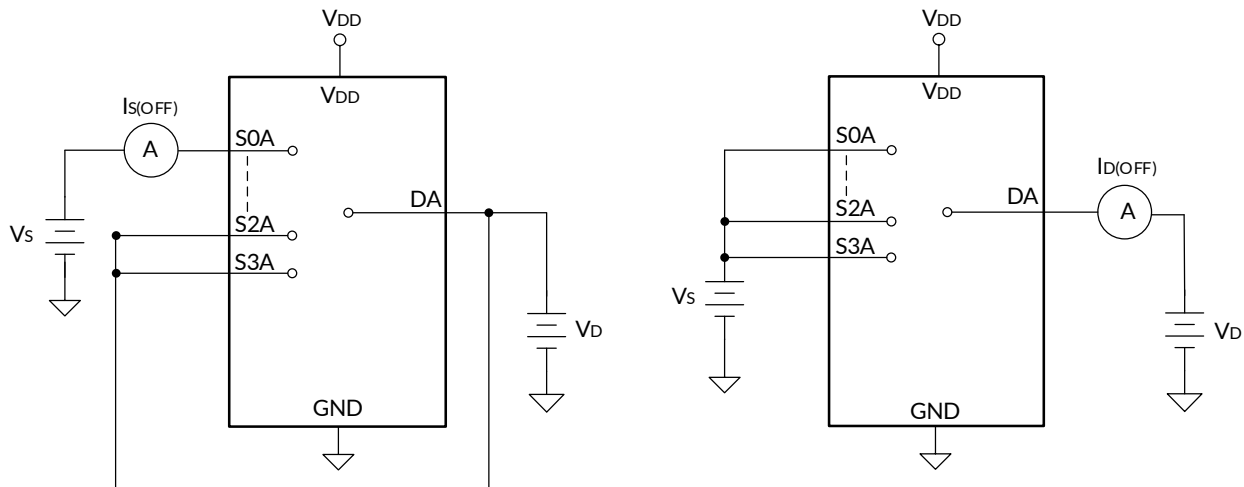 VDD
VDD
IS(OFF)
A
S0A
DA
VS
S2A
S3A
VD
GND
VDD
VDD
S0A
ID(OFF)
DA
A
S2A
S3A
VS
VD
GND